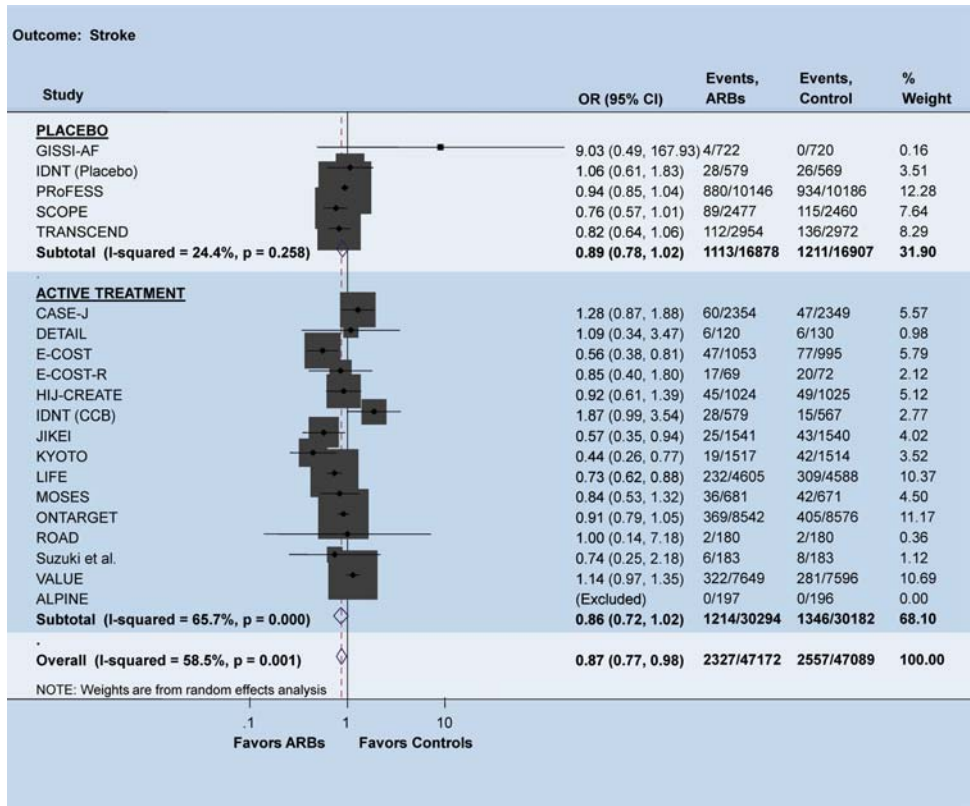 Outcome: Stroke
Study OR (95% CI) Events, ARBs Events, Control % Weight
PLACEBO
GISSI-AF 9.03 (0.49, 167.93) 4/722 0/720 0.16
IDNT (Placebo) 1.06 (0.61, 1.83) 28/579 26/569 3.51
PRoFESS 0.94 (0.85, 1.04) 880/10146 934/10186 12.28
SCOPE 0.76 (0.57, 1.01) 89/2477 115/2460 7.64
TRANSCEND 0.82 (0.64, 1.06) 112/2954 136/2972 8.29
Subtotal (I-squared = 24.4%, p = 0.258) 0.89 (0.78, 1.02) 1113/16878 1211/16907 31.90
.
ACTIVE TREATMENT
CASE-J 1.28 (0.87, 1.88) 60/2354 47/2349 5.57
DETAIL 1.09 (0.34, 3.47) 6/120 6/130 0.98
E-COST 0.56 (0.38, 0.81) 47/1053 77/995 5.79
E-COST-R 0.85 (0.40, 1.80) 17/69 20/72 2.12
HIJ-CREATE 0.92 (0.61, 1.39) 45/1024 49/1025 5.12
IDNT (CCB) 1.87 (0.99, 3.54) 28/579 15/567 2.77
JIKEI 0.57 (0.35, 0.94) 25/1541 43/1540 4.02
KYOTO 0.44 (0.26, 0.77) 19/1517 42/1514 3.52
LIFE 0.73 (0.62, 0.88) 232/4605 309/4588 10.37
MOSES 0.84 (0.53, 1.32) 36/681 42/671 4.50
ONTARGET 0.91 (0.79, 1.05) 369/8542 405/8576 11.17
ROAD 1.00 (0.14, 7.18) 2/180 2/180 0.36
Suzuki et al. 0.74 (0.25, 2.18) 6/183 8/183 1.12
VALUE 1.14 (0.97, 1.35) 322/7649 281/7596 10.69
ALPINE (Excluded) 0/197 0/196 0.00
Subtotal (I-squared = 65.7%, p = 0.000) 0.86 (0.72, 1.02) 1214/30294 1346/30182 68.10
.
Overall (I-squared = 58.5%, p = 0.001) 0.87 (0.77, 0.98) 2327/47172 2557/47089 100.00
NOTE: Weights are from random effects analysis
.1 1 10
Favors ARBs Favors Controls